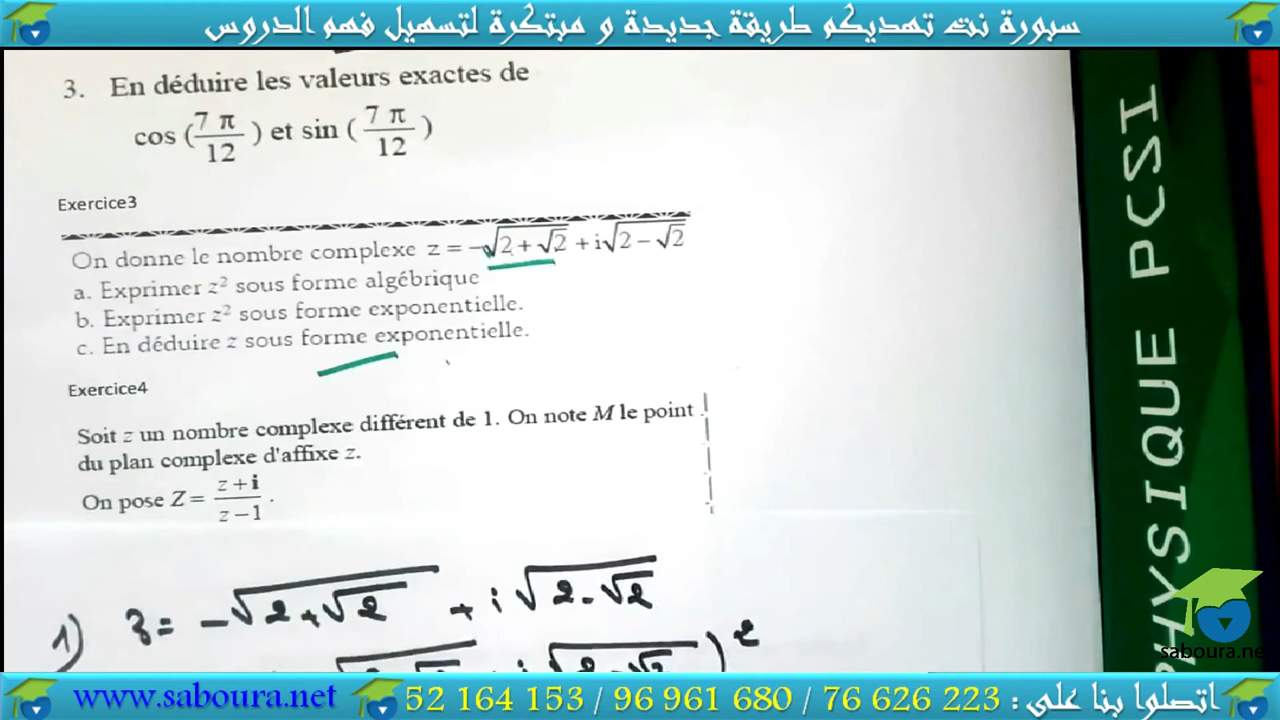 سبورة نت تهديكم طريقة جديدة و مبتكرة لتسهيل فهم الدروس
3. En déduire les valeurs exactes de
cos (7 π/12) et sin (7 π/12)
Exercice3
On donne le nombre complexe z = -√(2 + √2) + i√(2 − √2)
a. Exprimer z² sous forme algébrique
b. Exprimer z² sous forme exponentielle.
c. En déduire z sous forme exponentielle.
Exercice4
Soit z un nombre complexe différent de 1. On note M le point
du plan complexe d'affixe z.
On pose Z = (z + i)/(z − 1).
1) z = -√(2 + √2) + i √(2 - √2)
PHYSIQUE PCSI
saboura.net
www.saboura.net 52 164 153 / 96 961 680 / 76 626 223 : اتصلوا بنا على